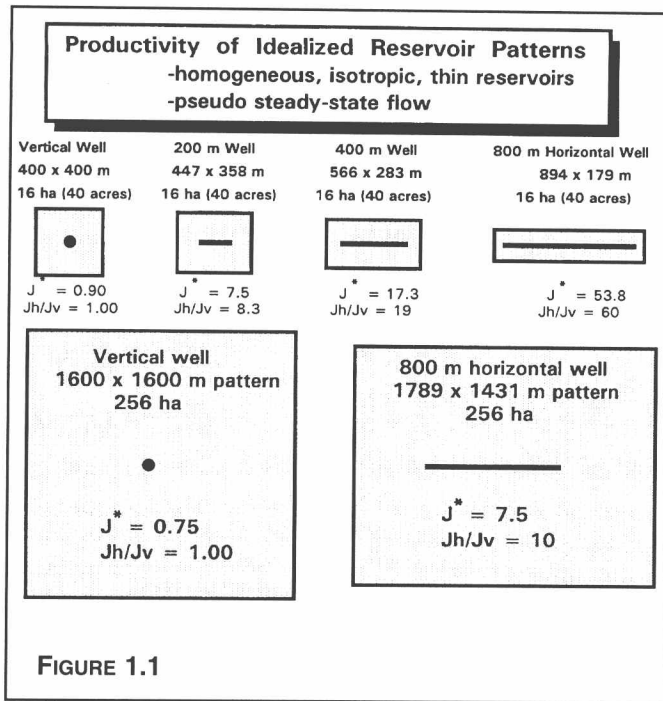 Productivity of Idealized Reservoir Patterns
-homogeneous, isotropic, thin reservoirs
-pseudo steady-state flow
Vertical Well
400 x 400 m
16 ha (40 acres)
J* = 0.90
Jh/Jv = 1.00
200 m Well
447 x 358 m
16 ha (40 acres)
J* = 7.5
Jh/Jv = 8.3
400 m Well
566 x 283 m
16 ha (40 acres)
J* = 17.3
Jh/Jv = 19
800 m Horizontal Well
894 x 179 m
16 ha (40 acres)
J* = 53.8
Jh/Jv = 60
Vertical well
1600 x 1600 m pattern
256 ha
J* = 0.75
Jh/Jv = 1.00
800 m horizontal well
1789 x 1431 m pattern
256 ha
J* = 7.5
Jh/Jv = 10
FIGURE 1.1